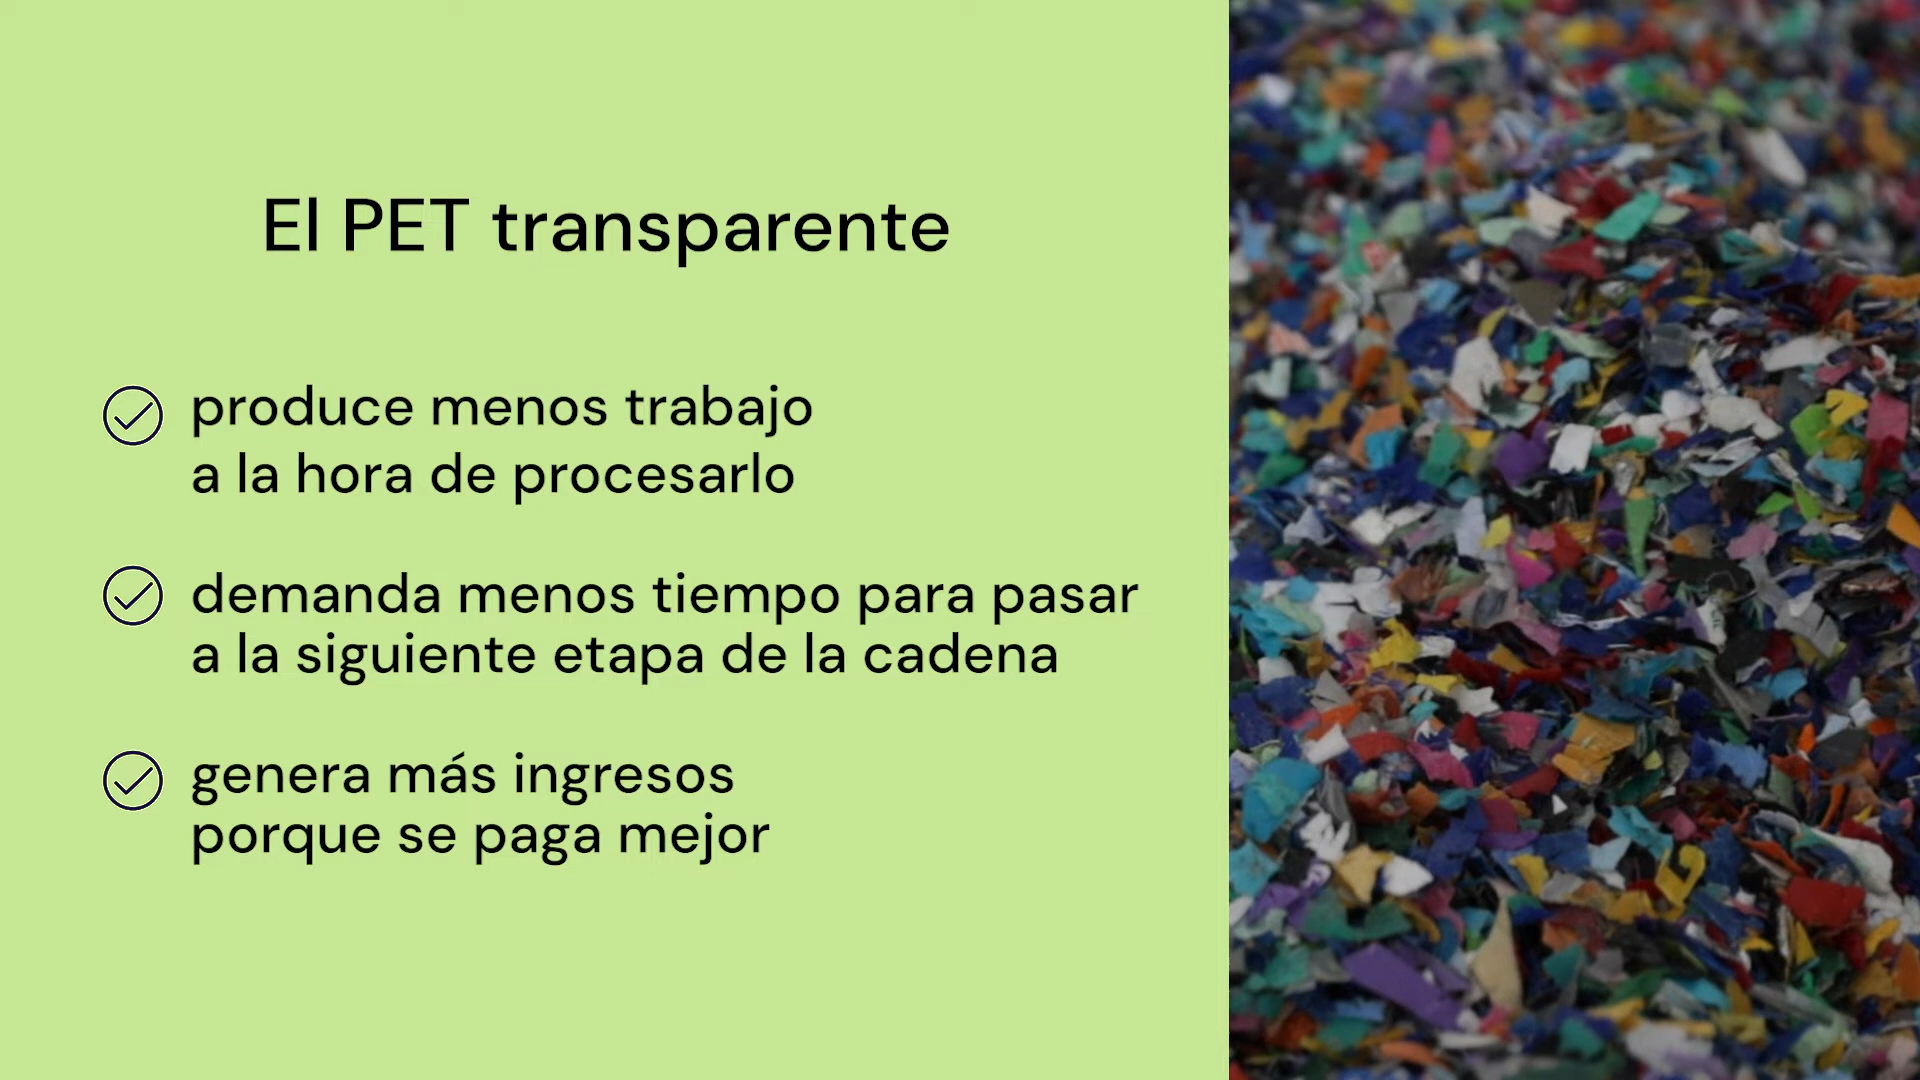 El PET transparente
produce menos trabajo
a la hora de procesarlo
demanda menos tiempo para pasar
a la siguiente etapa de la cadena
genera más ingresos
porque se paga mejor